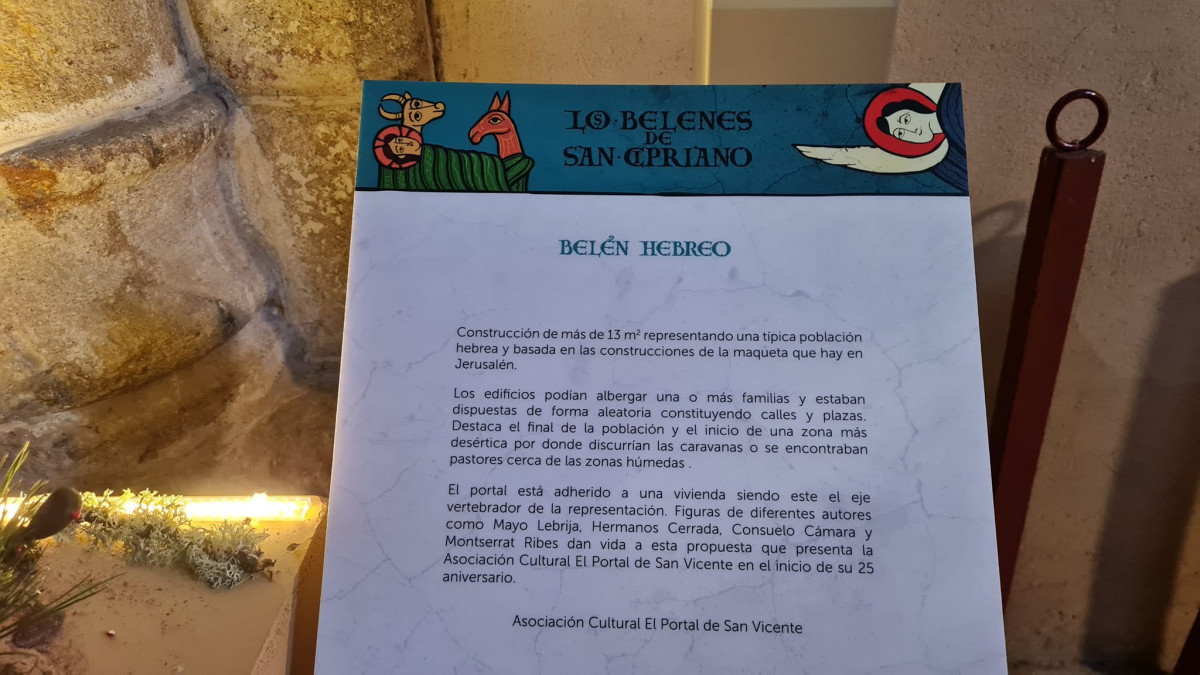 LOS·BELENES
DE
SAN·CIPRIANO
BELÉN HEBREO
Construcción de más de 13 m² representando una típica población
hebrea y basada en las construcciones de la maqueta que hay en
Jerusalén.
Los edificios podían albergar una o más familias y estaban
dispuestas de forma aleatoria constituyendo calles y plazas.
Destaca el final de la población y el inicio de una zona más
desértica por donde discurrían las caravanas o se encontraban
pastores cerca de las zonas húmedas .
El portal está adherido a una vivienda siendo este el eje
vertebrador de la representación. Figuras de diferentes autores
como Mayo Lebrija, Hermanos Cerrada, Consuelo Cámara y
Montserrat Ribes dan vida a esta propuesta que presenta la
Asociación Cultural El Portal de San Vicente en el inicio de su 25
aniversario.
Asociación Cultural El Portal de San Vicente